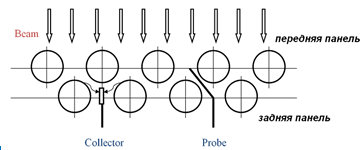 Beam
передняя панель
задняя панель
Collector
Probe